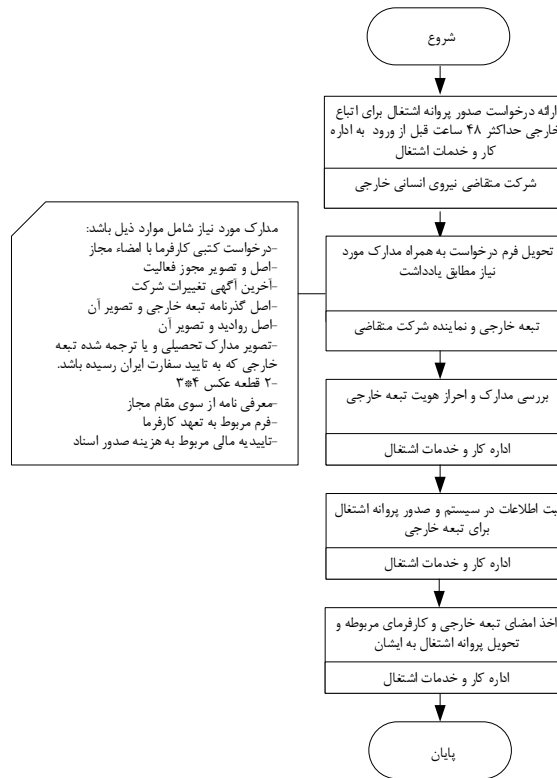 شروع
ارائه درخواست صدور پروانه اشتغال برای اتباع
خارجی حداکثر ۴۸ ساعت قبل از ورود به اداره
کار و خدمات اشتغال
شرکت متقاضی نیروی انسانی خارجی
تحویل فرم درخواست به همراه مدارک مورد
نیاز مطابق یادداشت
تبعه خارجی و نماینده شرکت متقاضی
مدارک مورد نیاز شامل موارد ذیل باشد:
-درخواست کتبی کارفرما با امضاء مجاز
-اصل و تصویر مجوز فعالیت
-آخرین آگهی تغییرات شرکت
-اصل گذرنامه تبعه خارجی و تصویر آن
-اصل روادید و تصویر آن
-تصویر مدارک تحصیلی و یا ترجمه شده تبعه
خارجی که به تایید سفارت ایران رسیده باشد.
-۲ قطعه عکس ۴*۳
-معرفی نامه از سوی مقام مجاز
-فرم مربوط به تعهد کارفرما
-تاییدیه مالی مربوط به هزینه صدور اسناد
بررسی مدارک و احراز هویت تبعه خارجی
اداره کار و خدمات اشتغال
ثبت اطلاعات در سیستم و صدور پروانه اشتغال
برای تبعه خارجی
اداره کار و خدمات اشتغال
اخذ امضای تبعه خارجی و کارفرمای مربوطه و
تحویل پروانه اشتغال به ایشان
اداره کار و خدمات اشتغال
پایان